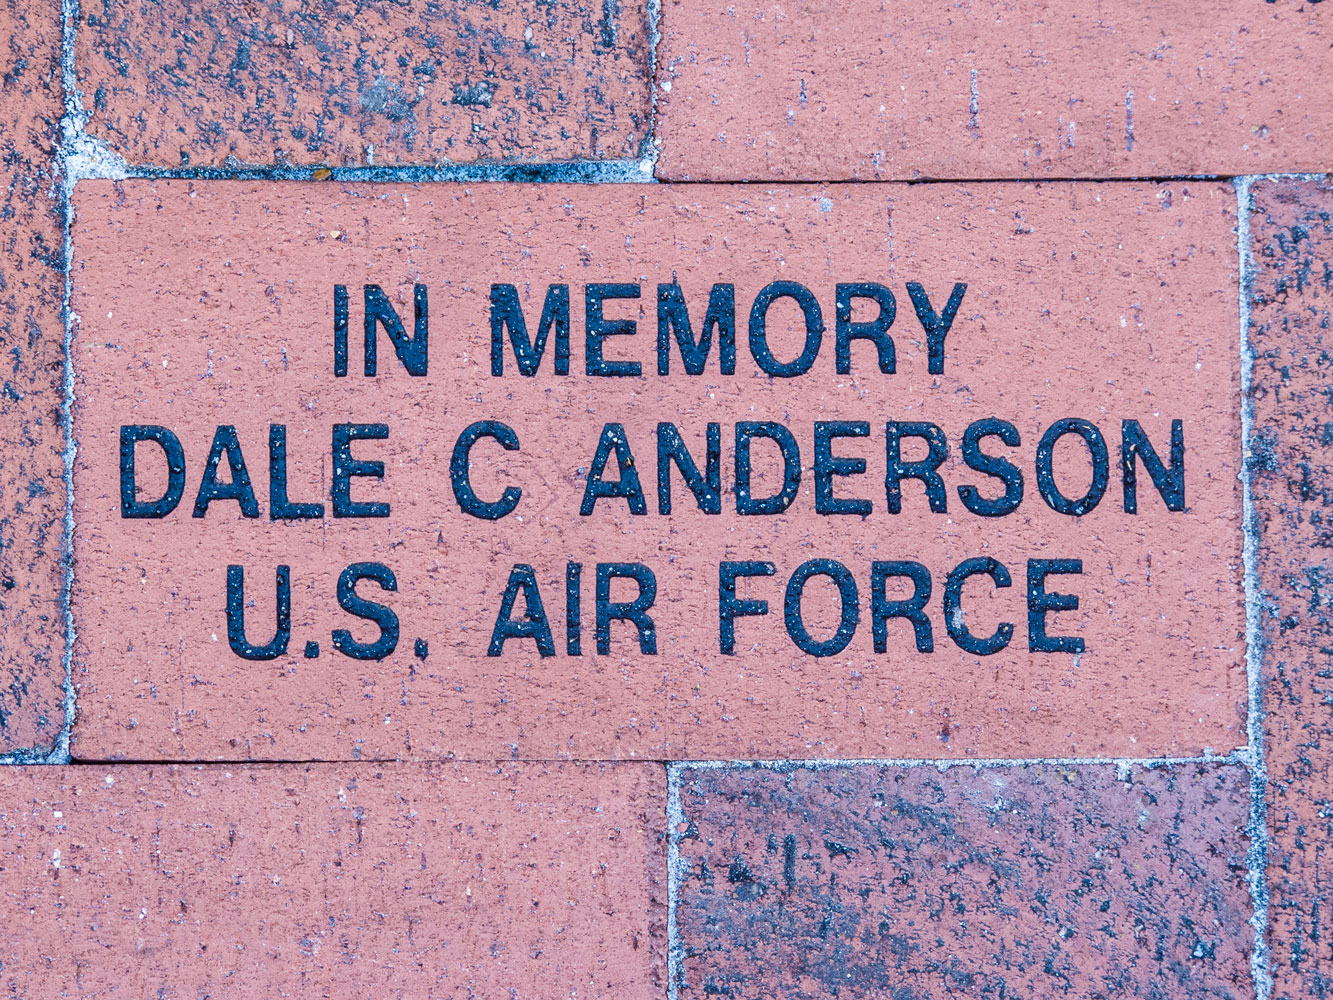 IN MEMORY
DALE C ANDERSON
U.S. AIR FORCE